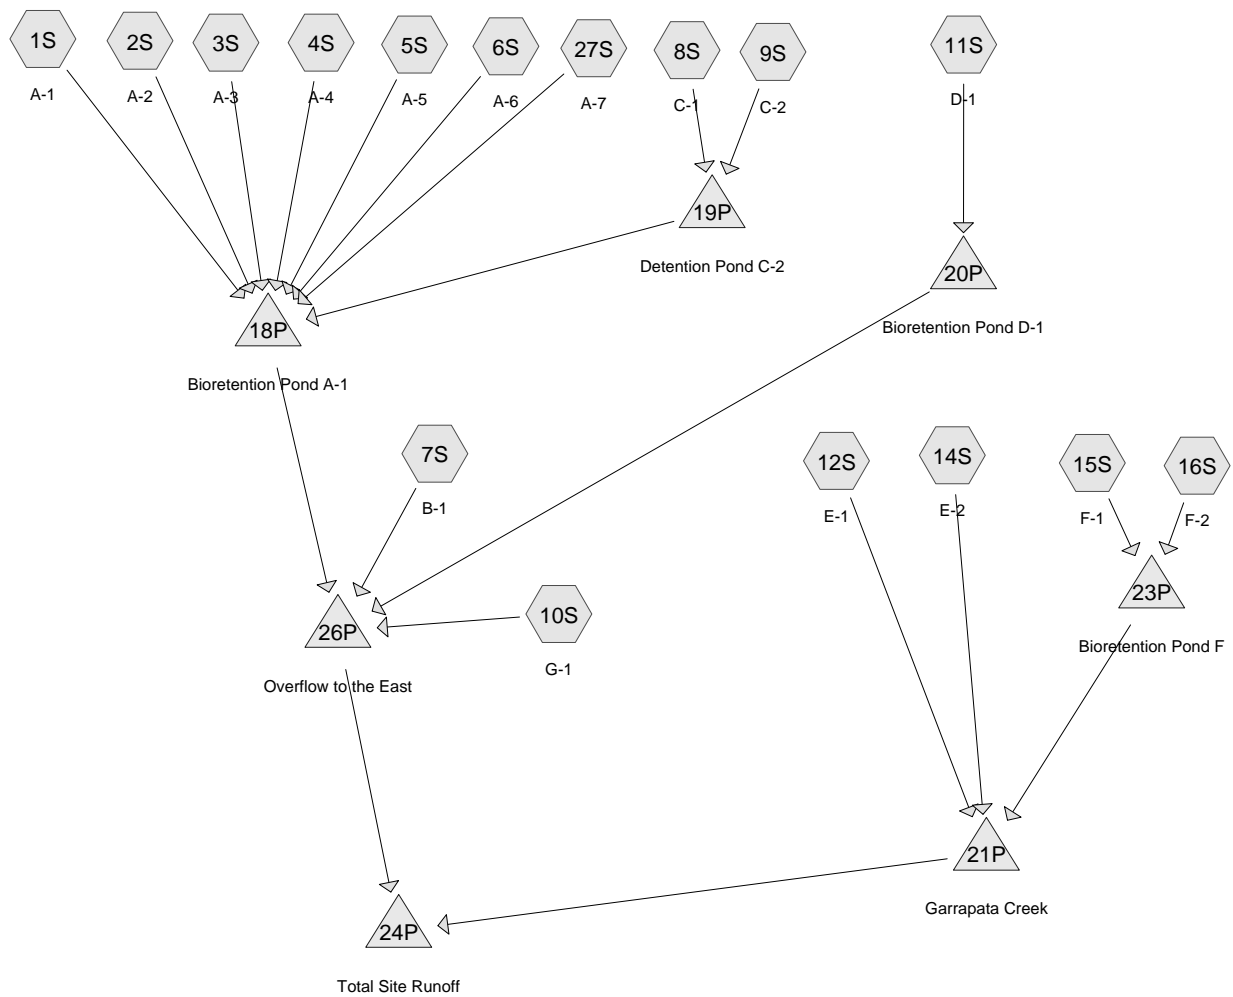 1S
2S
3S
4S
5S
6S
27S
8S
9S
11S
A-1
A-2
A-3
A-4
A-5
A-6
A-7
C-1
C-2
D-1
19P
Detention Pond C-2
20P
Bioretention Pond D-1
18P
Bioretention Pond A-1
7S
B-1
12S
E-1
14S
E-2
15S
F-1
16S
F-2
23P
Bioretention Pond F
26P
Overflow to the East
10S
G-1
21P
Garrapata Creek
24P
Total Site Runoff